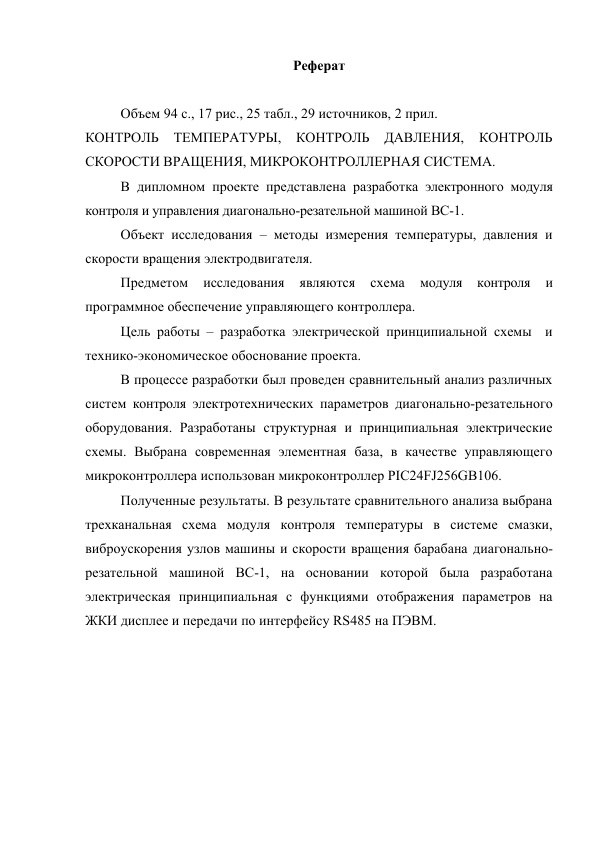 Реферат
Объем 94 с., 17 рис., 25 табл., 29 источников, 2 прил.
КОНТРОЛЬ ТЕМПЕРАТУРЫ, КОНТРОЛЬ ДАВЛЕНИЯ, КОНТРОЛЬ
СКОРОСТИ ВРАЩЕНИЯ, МИКРОКОНТРОЛЛЕРНАЯ СИСТЕМА.
В дипломном проекте представлена разработка электронного модуля
контроля и управления диагонально-резательной машиной ВС-1.
Объект исследования – методы измерения температуры, давления и
скорости вращения электродвигателя.
Предметом исследования являются схема модуля контроля и
программное обеспечение управляющего контроллера.
Цель работы – разработка электрической принципиальной схемы и
технико-экономическое обоснование проекта.
В процессе разработки был проведен сравнительный анализ различных
систем контроля электротехнических параметров диагонально-резательного
оборудования. Разработаны структурная и принципиальная электрические
схемы. Выбрана современная элементная база, в качестве управляющего
микроконтроллера использован микроконтроллер PIC24FJ256GB106.
Полученные результаты. В результате сравнительного анализа выбрана
трехканальная схема модуля контроля температуры в системе смазки,
виброускорения узлов машины и скорости вращения барабана диагонально-
резательной машиной ВС-1, на основании которой была разработана
электрическая принципиальная с функциями отображения параметров на
ЖКИ дисплее и передачи по интерфейсу RS485 на ПЭВМ.